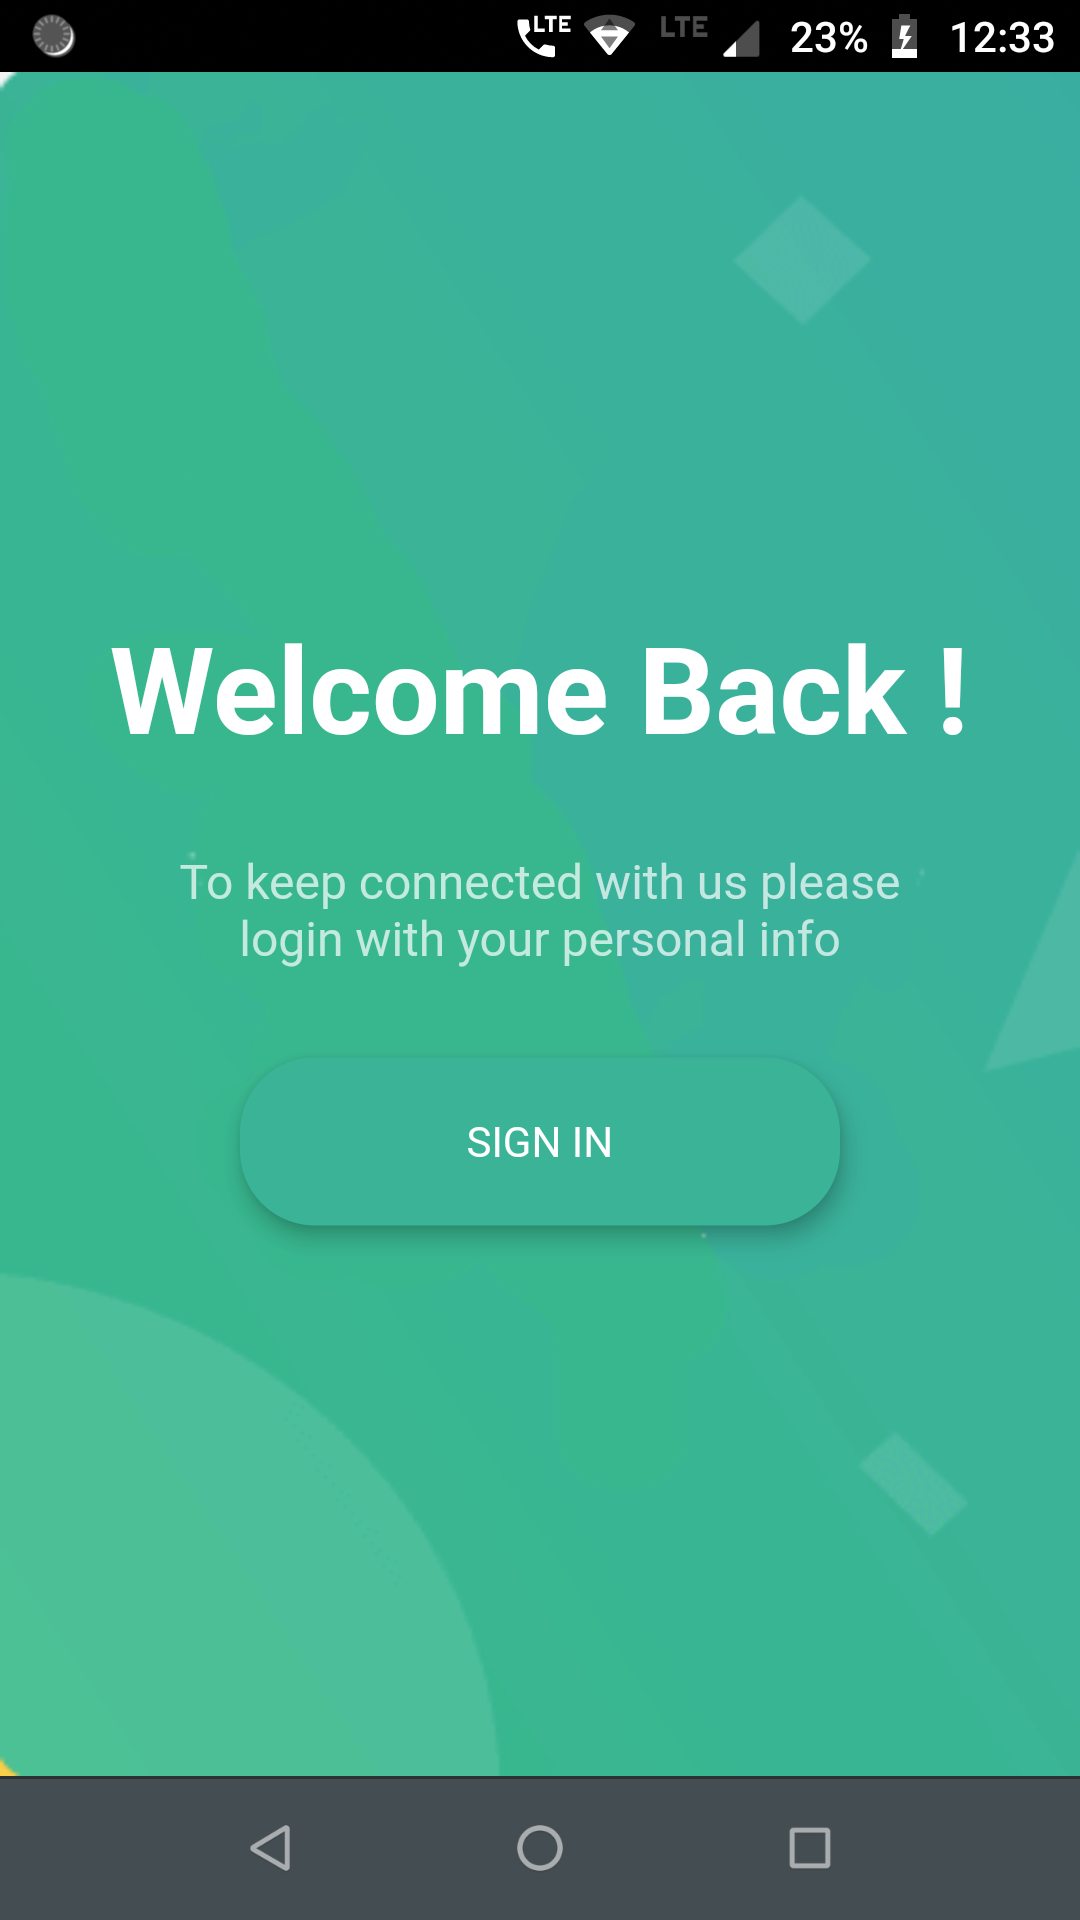 LTE LTE 23% 12:33
Welcome Back !
To keep connected with us please
login with your personal info
SIGN IN